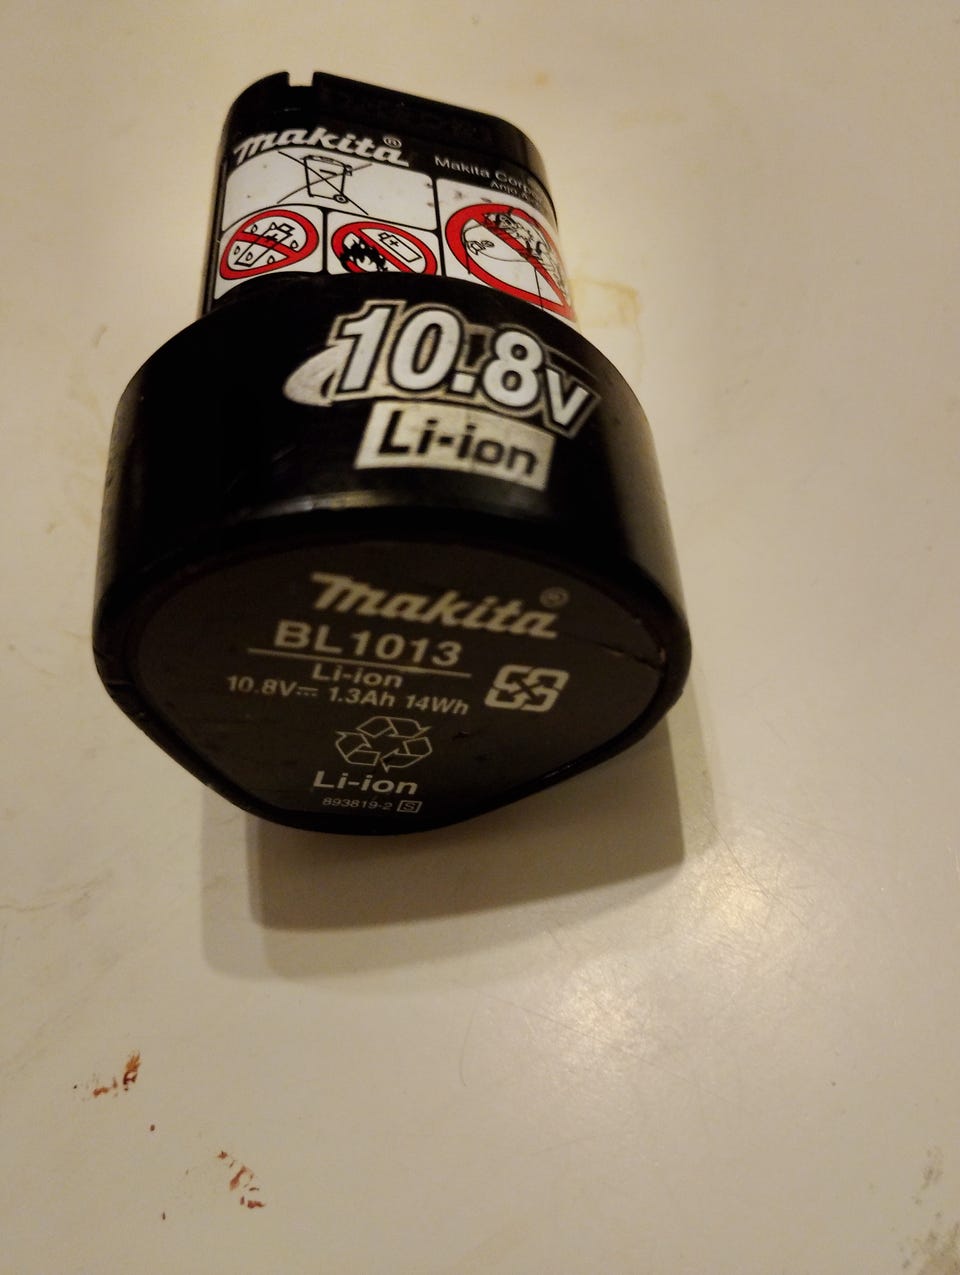 makita®
Makita
10.8v
Li-ion
makita®
BL1013
Li-ion
10.8V⎓ 1.3Ah 14Wh
Li-ion
893819-2 S